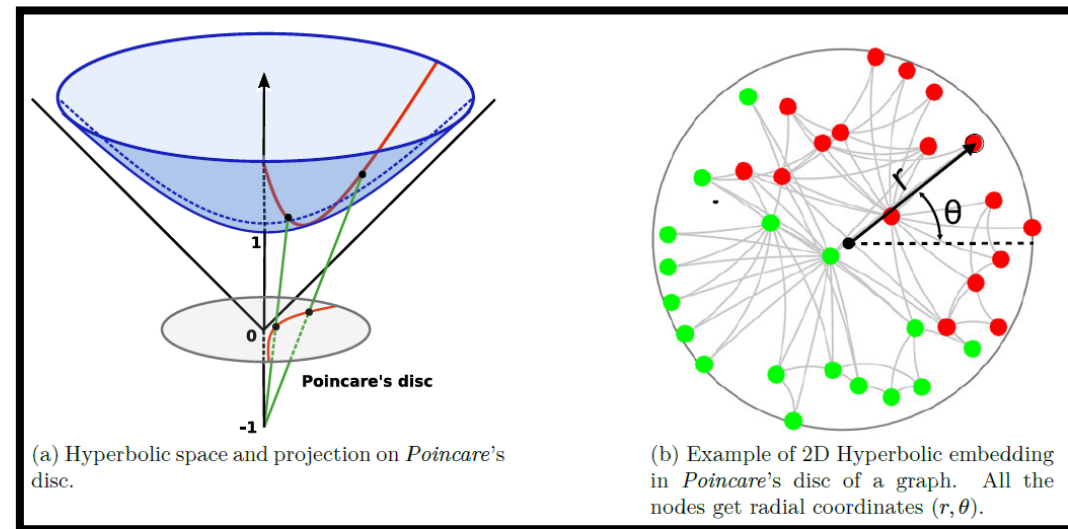 1
0
Poincare's disc
-1
(a) Hyperbolic space and projection on Poincare's
disc.
r
θ
(b) Example of 2D Hyperbolic embedding
in Poincare's disc of a graph. All the
nodes get radial coordinates (r, θ).